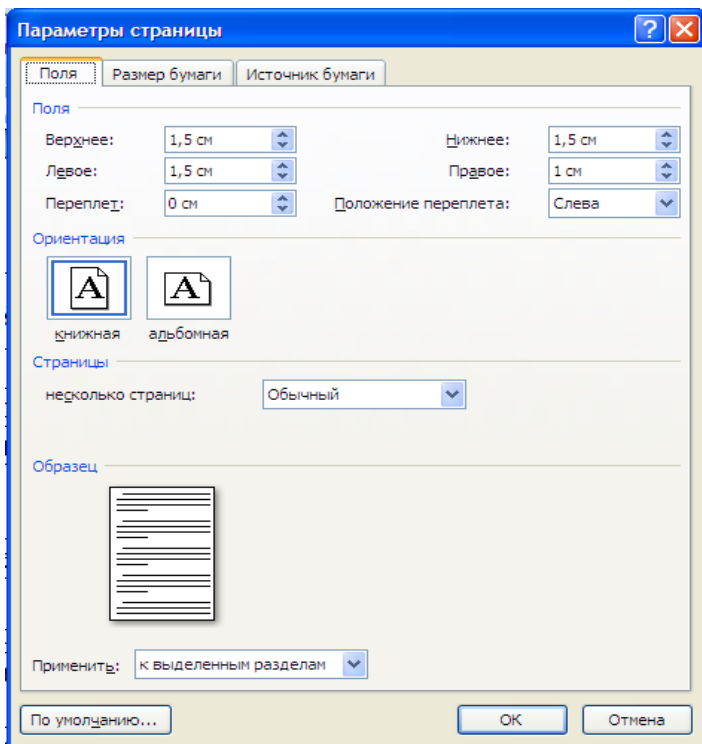 Параметры страницы
Поля Размер бумаги Источник бумаги
Поля
Верхнее: 1,5 см Нижнее: 1,5 см
Левое: 1,5 см Правое: 1 см
Переплет: 0 см Положение переплета: Слева
Ориентация
A A
книжная альбомная
Страницы
несколько страниц: Обычный
Образец
Применить: к выделенным разделам
По умолчанию... ОК Отмена